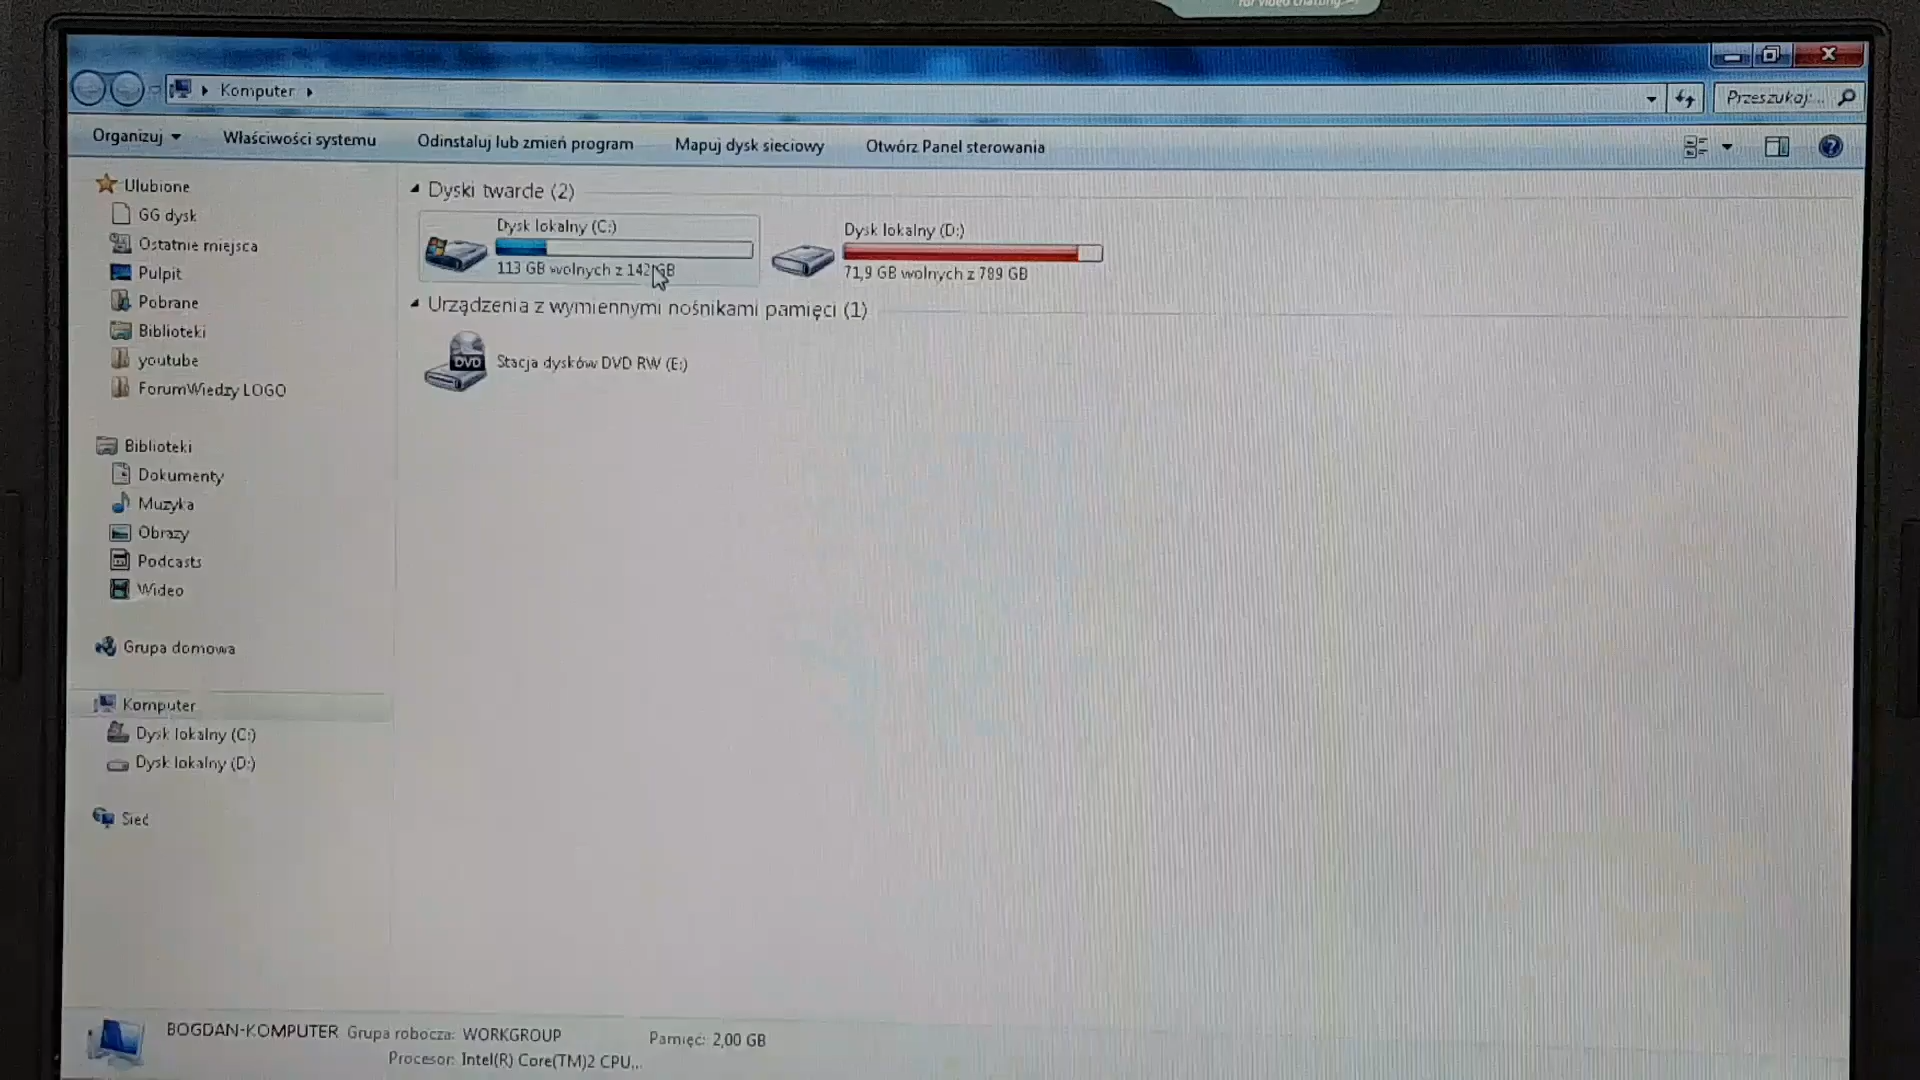 for video chatting
Komputer
Przeszukaj: ...
Organizuj
Właściwości systemu
Odinstaluj lub zmień program
Mapuj dysk sieciowy
Otwórz Panel sterowania
Ulubione
GG dysk
Ostatnie miejsca
Pulpit
Pobrane
Biblioteki
youtube
ForumWiedzy LOGO
Biblioteki
Dokumenty
Muzyka
Obrazy
Podcasts
Wideo
Grupa domowa
Komputer
Dysk lokalny (C:)
Dysk lokalny (D:)
Sieć
Dyski twarde (2)
Dysk lokalny (C:)
113 GB wolnych z 142 GB
Dysk lokalny (D:)
71,9 GB wolnych z 789 GB
Urządzenia z wymiennymi nośnikami pamięci (1)
DVD
Stacja dysków DVD RW (E:)
BOGDAN-KOMPUTER Grupa robocza: WORKGROUP Pamięć: 2,00 GB
Procesor: Intel(R) Core(TM)2 CPU...